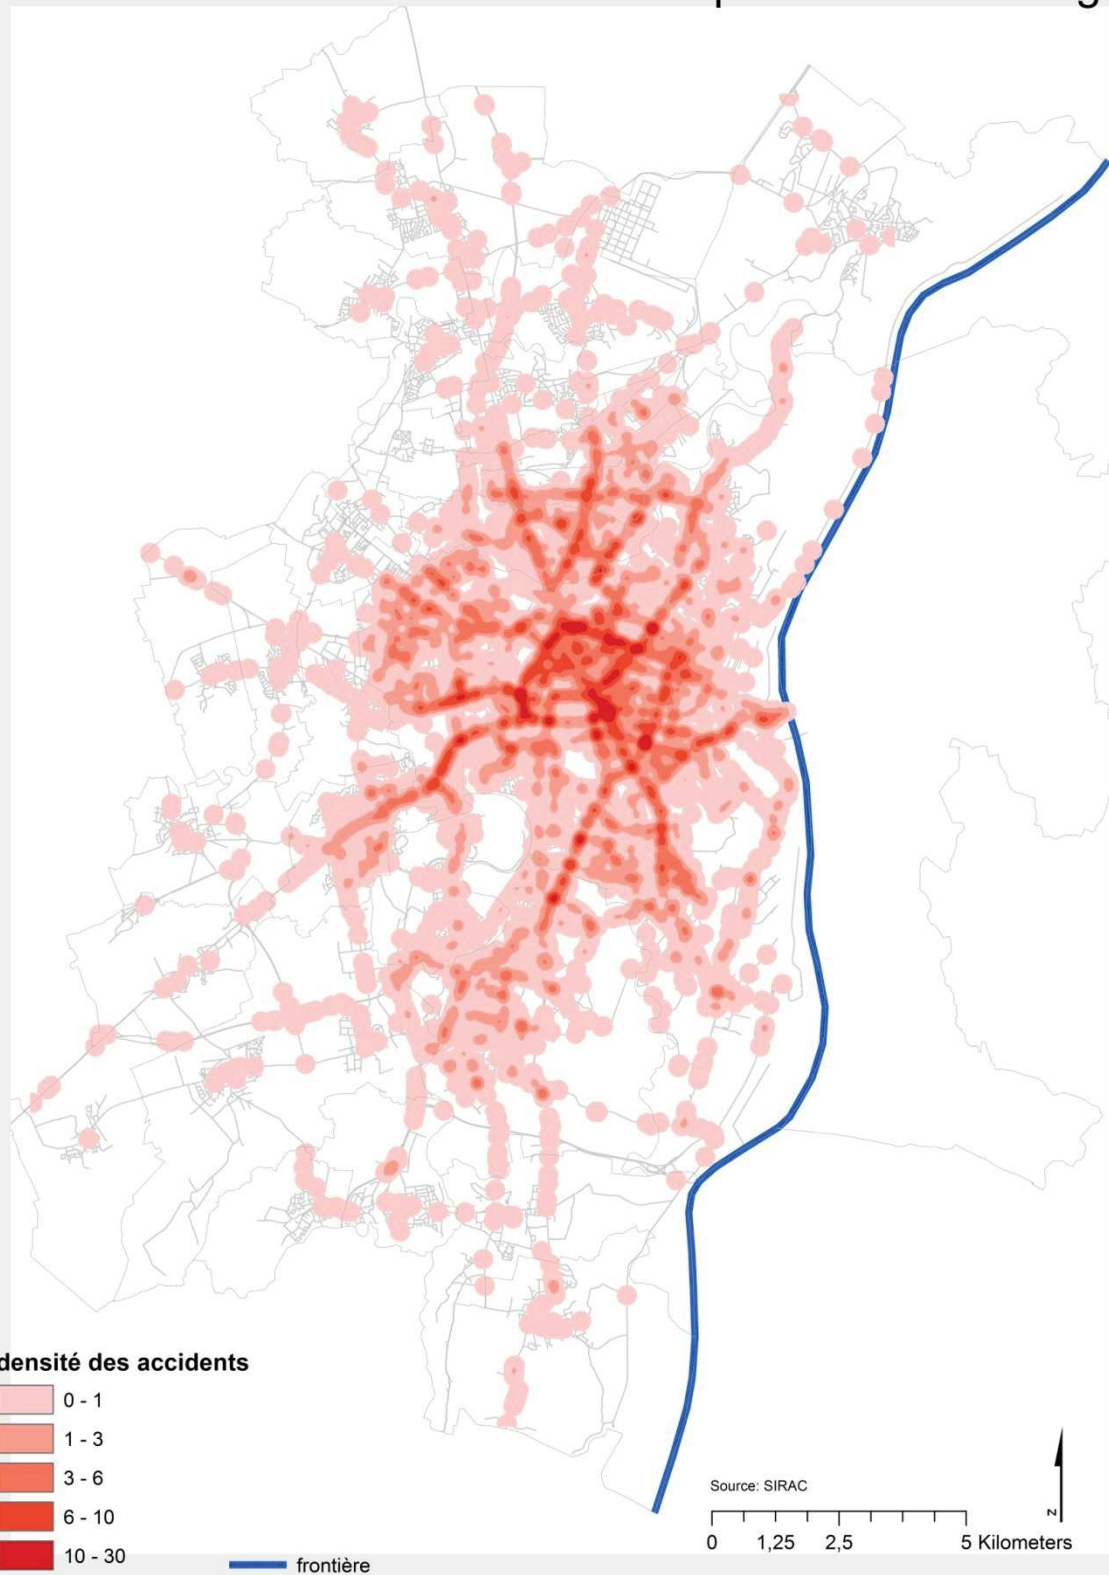 densité des accidents
0 - 1
1 - 3
3 - 6
6 - 10
10 - 30
frontière
Source: SIRAC
N
0 1,25 2,5 5 Kilometers